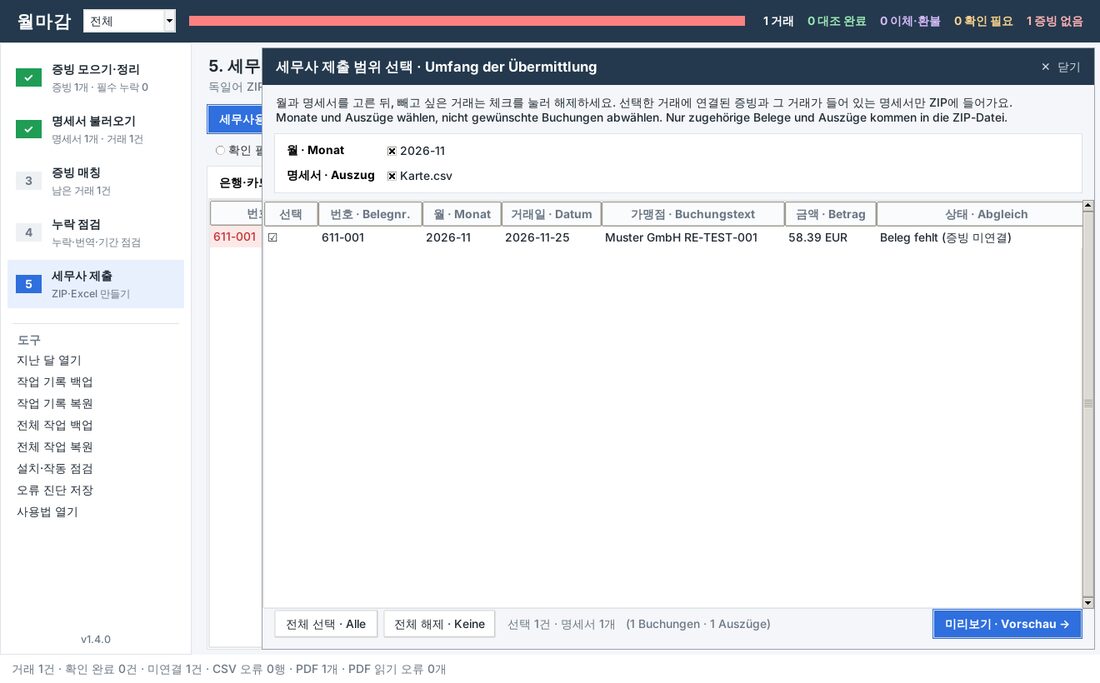 월마감 전체 1 거래 0 대조 완료 0 이체·환불 0 확인 필요 1 증빙 없음
증빙 모으기·정리
증빙 1개 · 필수 누락 0
명세서 불러오기
명세서 1개 · 거래 1건
3 증빙 매칭
남은 거래 1건
4 누락 점검
누락·번역·기간 점검
5 세무사 제출
ZIP·Excel 만들기
도구
지난 달 열기
작업 기록 백업
작업 기록 복원
전체 작업 백업
전체 작업 복원
설치·작동 점검
오류 진단 저장
사용법 열기
v1.4.0
5. 세무
독일어 ZIP
세무사용
확인 필
은행·카드
번호
611-001
세무사 제출 범위 선택 · Umfang der Übermittlung × 닫기
월과 명세서를 고른 뒤, 빼고 싶은 거래는 체크를 눌러 해제하세요. 선택한 거래에 연결된 증빙과 그 거래가 들어 있는 명세서만 ZIP에 들어가요.
Monate und Auszüge wählen, nicht gewünschte Buchungen abwählen. Nur zugehörige Belege und Auszüge kommen in die ZIP-Datei.
월 · Monat 2026-11
명세서 · Auszug Karte.csv
선택 번호 · Belegnr. 월 · Monat 거래일 · Datum 가맹점 · Buchungstext 금액 · Betrag 상태 · Abgleich
611-001 2026-11 2026-11-25 Muster GmbH RE-TEST-001 58.39 EUR Beleg fehlt (증빙 미연결)
전체 선택 · Alle 전체 해제 · Keine 선택 1건 · 명세서 1개 (1 Buchungen · 1 Auszüge) 미리보기 · Vorschau →
거래 1건 · 확인 완료 0건 · 미연결 1건 · CSV 오류 0행 · PDF 1개 · PDF 읽기 오류 0개